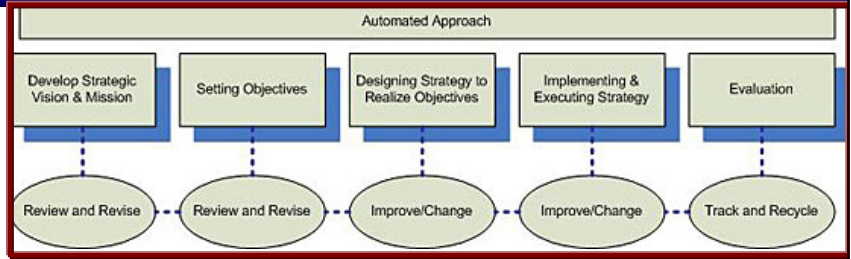 Automated Approach
Develop Strategic
Vision & Mission
Setting Objectives
Designing Strategy to
Realize Objectives
Implementing &
Executing Strategy
Evaluation
Review and Revise
Review and Revise
Improve/Change
Improve/Change
Track and Recycle